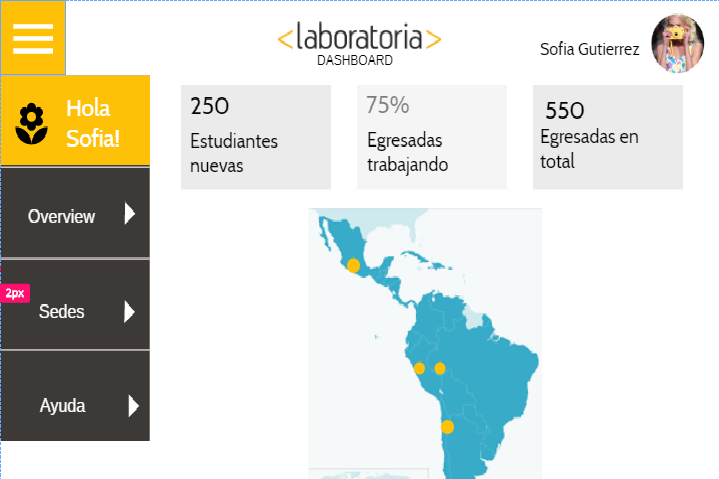 <laboratoria>
DASHBOARD
Sofia Gutierrez
Hola
Sofia!
250
Estudiantes
nuevas
75%
Egresadas
trabajando
550
Egresadas en
total
Overview
2px
Sedes
Ayuda